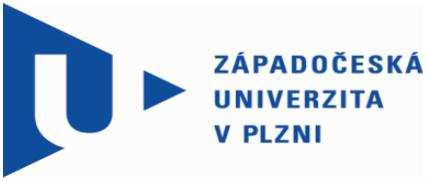 U
ZÁPADOČESKÁ
UNIVERZITA
V PLZNI